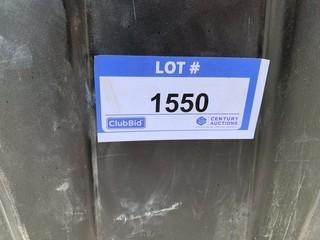 LOT #
1550
ClubBid
CENTURY
AUCTIONS